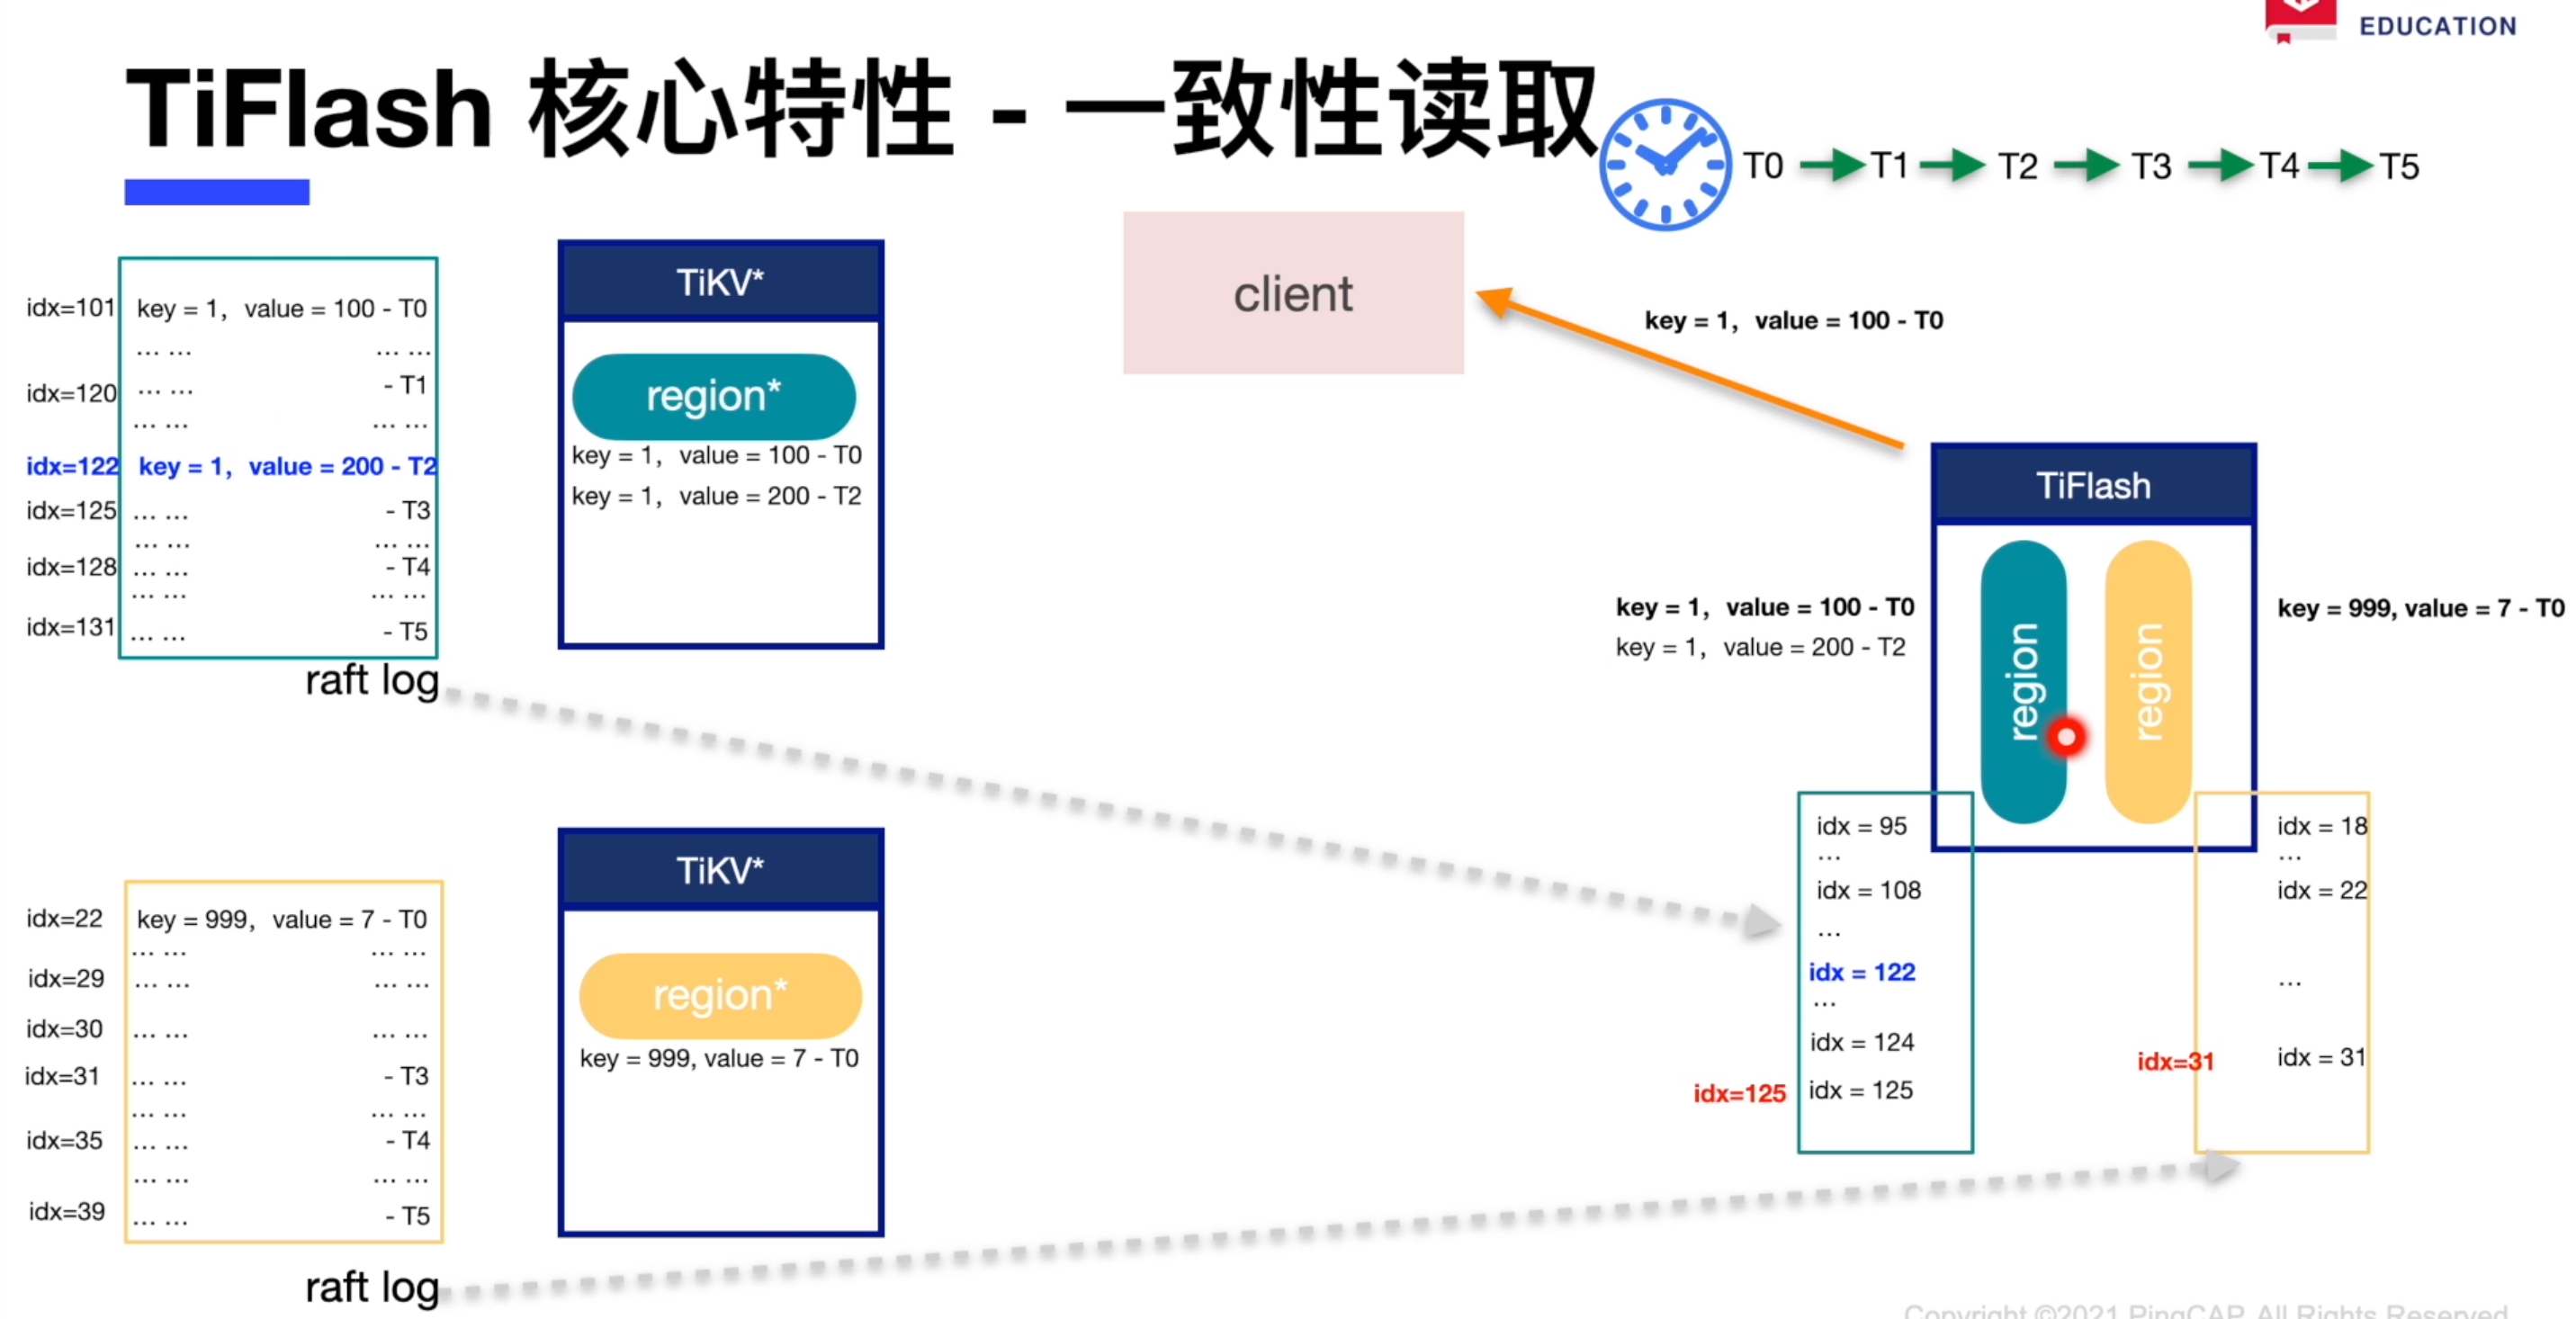 EDUCATION
TiFlash 核心特性 - 一致性读取
T0 T1 T2 T3 T4 T5
idx=101 key = 1, value = 100 - T0
... ... ... ...
idx=120 ... ... - T1
... ... ... ...
idx=122 key = 1, value = 200 - T2
idx=125 ... ... - T3
... ... ... ...
idx=128 ... ... - T4
... ... ... ...
idx=131 ... ... - T5
raft log
TiKV*
region*
key = 1, value = 100 - T0
key = 1, value = 200 - T2
client
key = 1, value = 100 - T0
TiFlash
region
region
key = 1, value = 100 - T0
key = 1, value = 200 - T2
key = 999, value = 7 - T0
idx = 95
...
idx = 108
...
idx = 122
...
idx = 124
idx=125 idx = 125
idx = 18
...
idx = 22
...
idx=31 idx = 31
idx=22 key = 999, value = 7 - T0
... ... ... ...
idx=29 ... ... ... ...
idx=30 ... ... ... ...
idx=31 ... ... - T3
... ... ... ...
idx=35 ... ... - T4
... ... ... ...
idx=39 ... ... - T5
raft log
TiKV*
region*
key = 999, value = 7 - T0
Copyright ©2021 PingCAP. All Rights Reserved